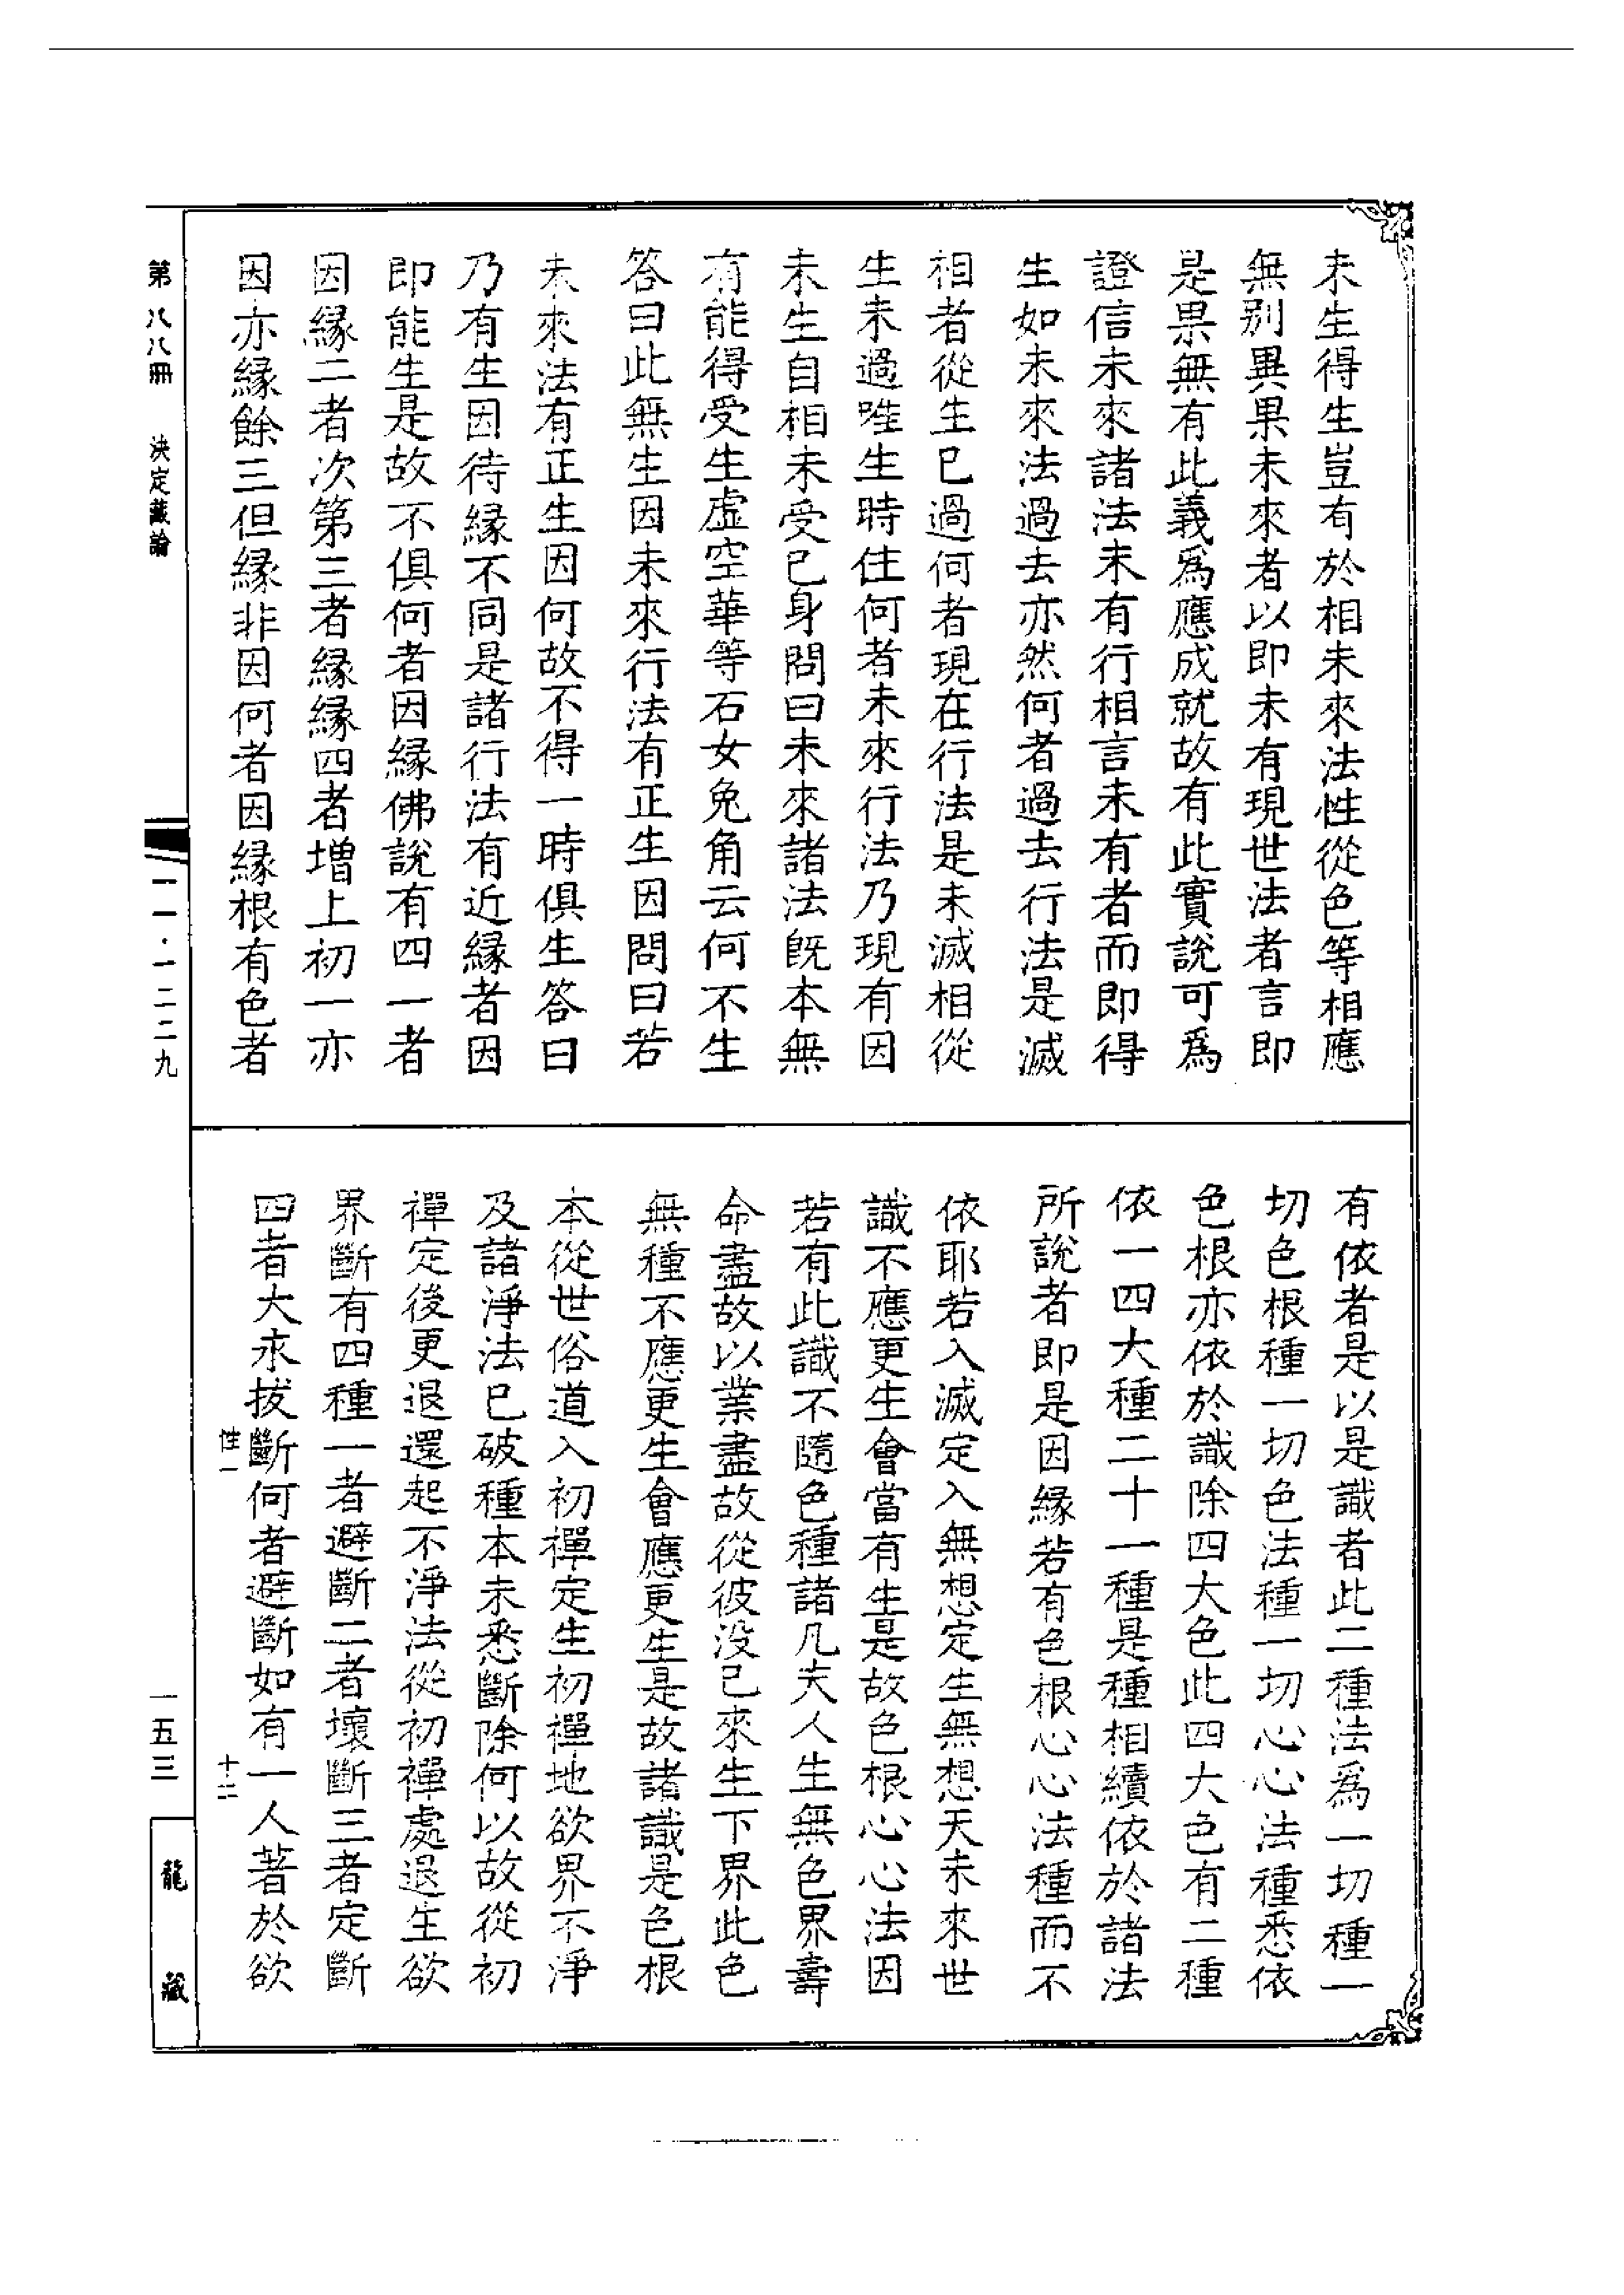 未生得生豈有於相未來法性從色等相應
無別異果未來者以即未有現世法者言即
是果無有此義爲應成就故有此實說可爲
證信未來諸法未有行相言未有者而即得
生如未來法過去亦然何者過去行法是滅
相者從生已過何者現在行法是未滅相從
生未過唯生時住何者未來行法乃現有因
未生自相未受已身問曰未來諸法旣本無
有能得受生虛空華等石女兔角云何不生
答曰此無生因未來行法有正生因問曰若
未來法有正生因何故不得一時俱生答曰
乃有生因待緣不同是諸行法有近緣者因
即能生是故不俱何者因緣佛說有四一者
因緣二者次第三者緣緣四者增上初一亦
因亦緣餘三但緣非因何者因緣根有色者
有依者是以是識者此二種法爲一切種一
切色根種一切色法種一切心心法種悉依
色根亦依於識除四大色此四大色有二種
依一四大種二十一種是種相續依於諸法
所說者即是因緣若有色根心心法種而不
依耶若入滅定入無想定生無想天未來世
識不應更生會當有生是故色根心心法因
若有此識不隨色種諸凡夫人生無色界壽
命盡故以業盡故從彼没已來生下界此色
無種不應更生會應更生是故諸識是色根
本從世俗道入初禪定生初禪地欲界不淨
及諸淨法已破種本未悉斷除何以故從初
禪定後更退還起不淨法從初禪處退生欲
界斷有四種一者避斷二者壞斷三者定斷
四者大永拔斷何者避斷如有一人著於欲
性一
十二
第八八冊 決定藏論
一一·一二二九
一五三
龍藏